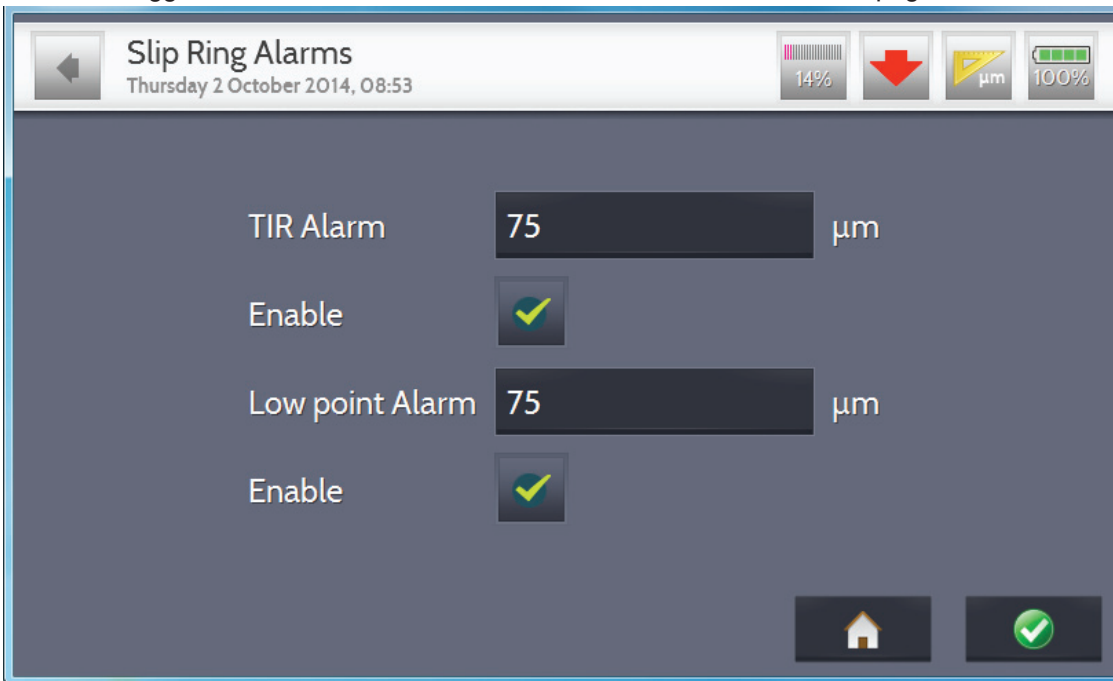 Slip Ring Alarms
Thursday 2 October 2014, 08:53
14%
µm
100%
TIR Alarm 75 µm
Enable
Low point Alarm 75 µm
Enable